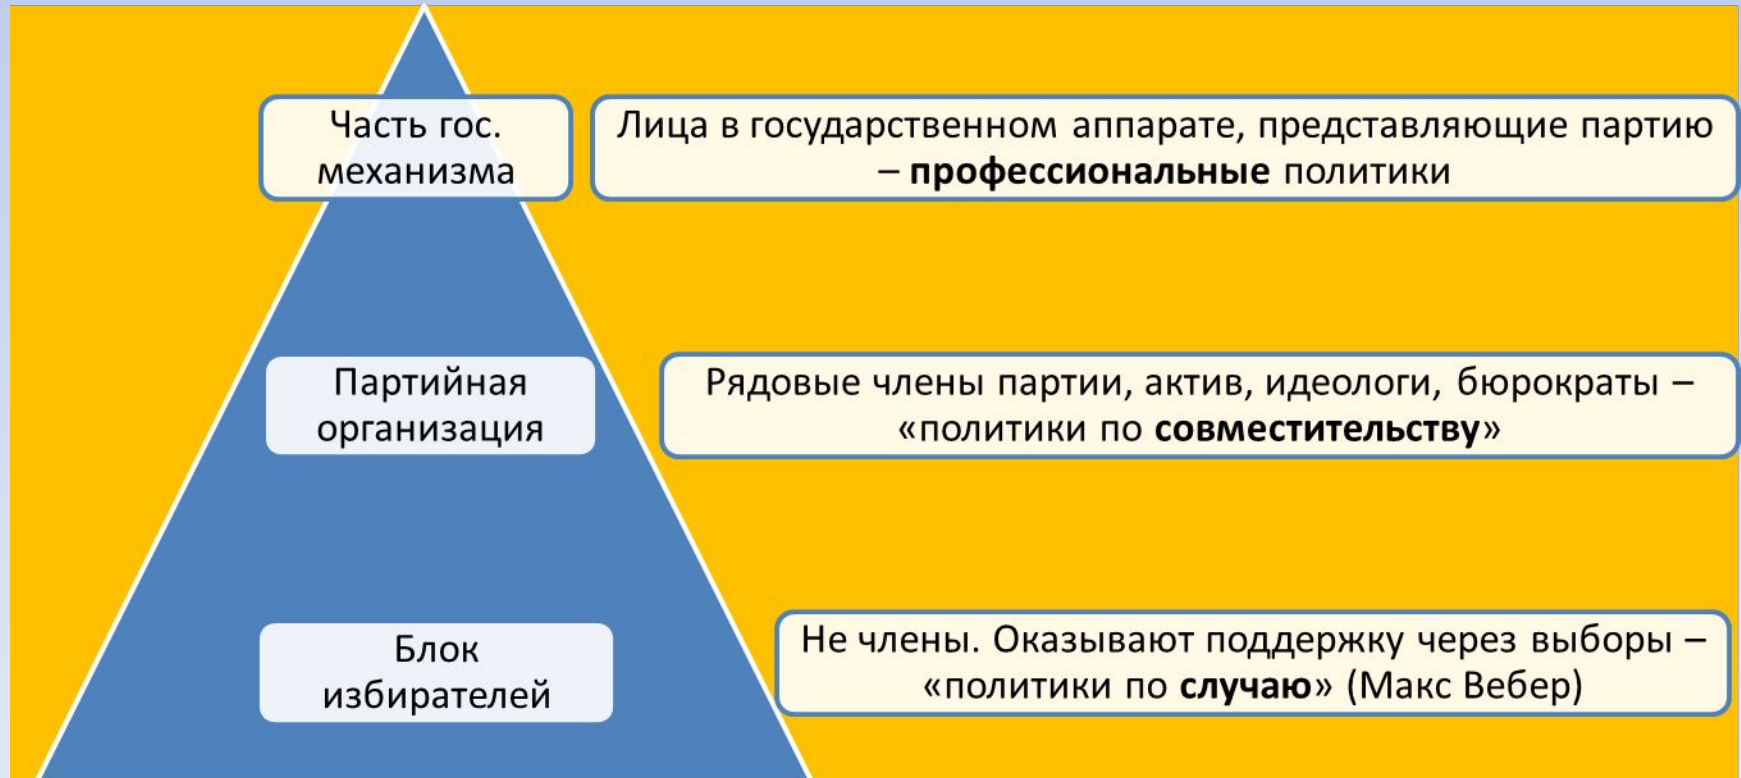 Часть гос.
механизма
Лица в государственном аппарате, представляющие партию
– профессиональные политики
Партийная
организация
Рядовые члены партии, актив, идеологи, бюрократы –
«политики по совместительству»
Блок
избирателей
Не члены. Оказывают поддержку через выборы –
«политики по случаю» (Макс Вебер)